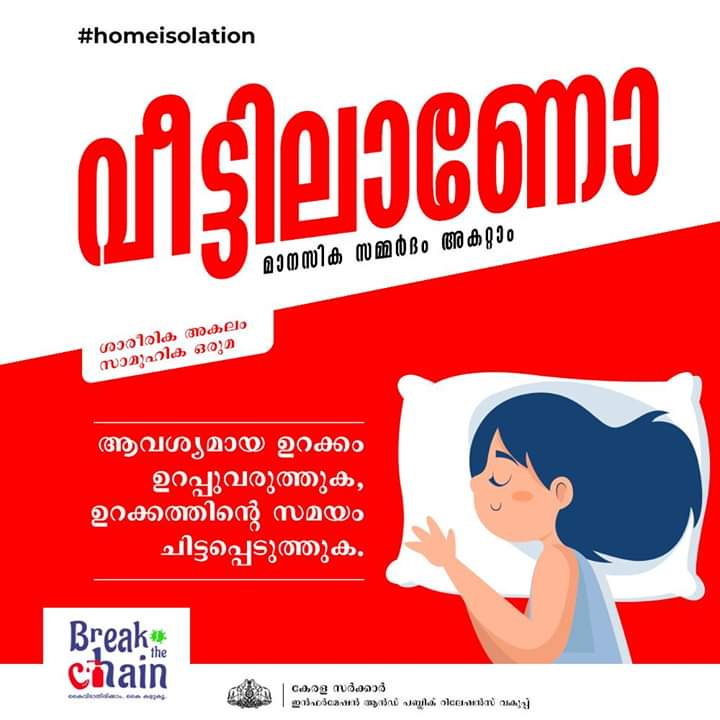 #homeisolation
വീട്ടിലാണോ
മാനസിക സമ്മർദം അകറ്റാം
ശാരീരിക അകലം
സാമൂഹിക ഒരുമ
ആവശ്യമായ ഉറക്കം
ഉറപ്പുവരുത്തുക,
ഉറക്കത്തിന്റെ സമയം
ചിട്ടപ്പെടുത്തുക.
Break
the
chain
കൈവിടാതിരിക്കാം. കൈ കഴുകൂ.
കേരള സർക്കാർ
ഇൻഫർമേഷൻ ആൻഡ് പബ്ലിക് റിലേഷൻസ് വകുപ്പ്